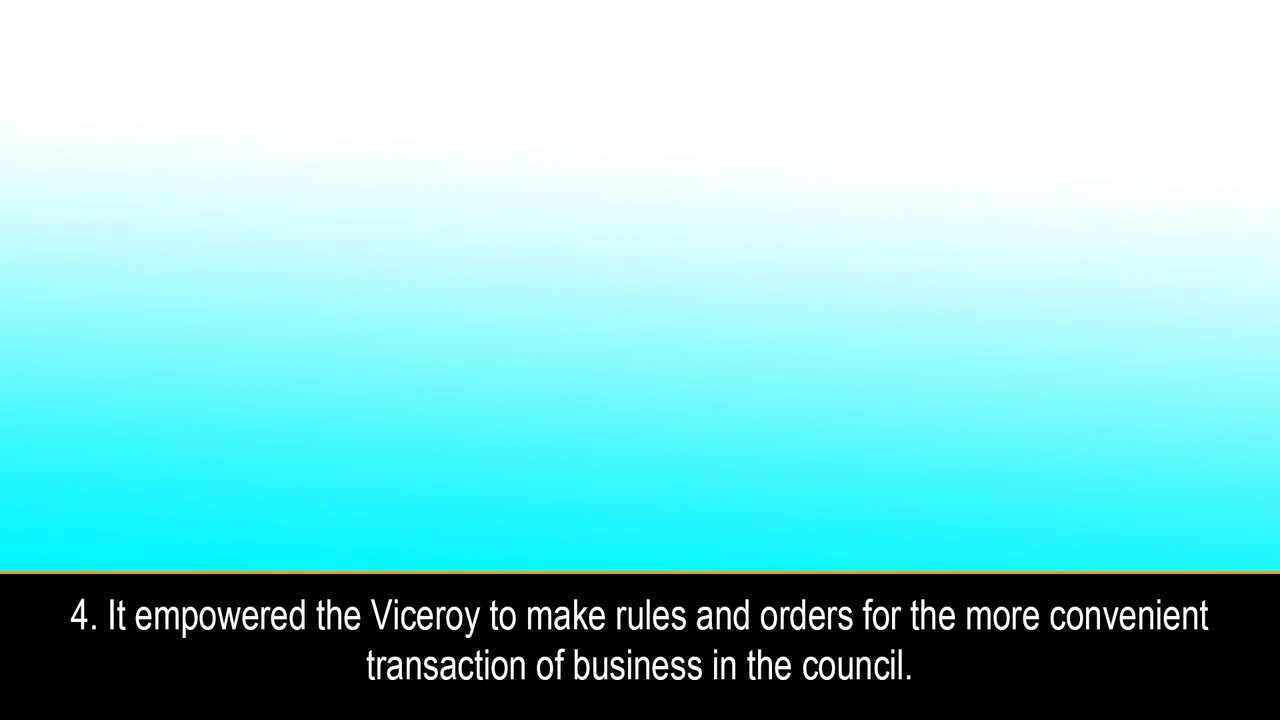 4. It empowered the Viceroy to make rules and orders for the more convenient
transaction of business in the council.